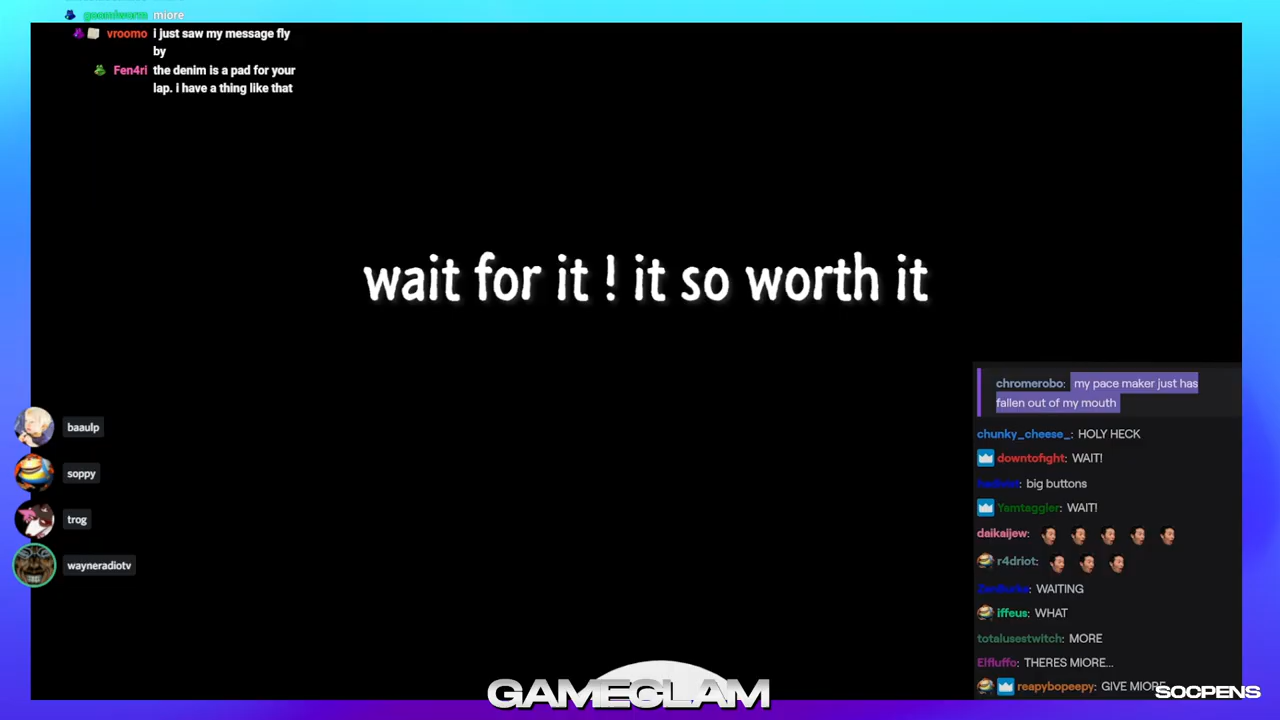 goomiwurm miore
vroomo i just saw my message fly
by
Fen4ri the denim is a pad for your
lap. i have a thing like that
wait for it ! it so worth it
baaulp
soppy
trog
wayneradiotv
chromerobo: my pace maker just has
fallen out of my mouth
chunky_cheese_: HOLY HECK
downtofight: WAIT!
: big buttons
Yamtaggler: WAIT!
daikaijew:
r4driot:
: WAITING
iffeus: WHAT
totalusestwitch: MORE
Elfluffo: THERES MIORE...
reapybopeepy: GIVE MIORE
GAMEGLAM
SOCPENS